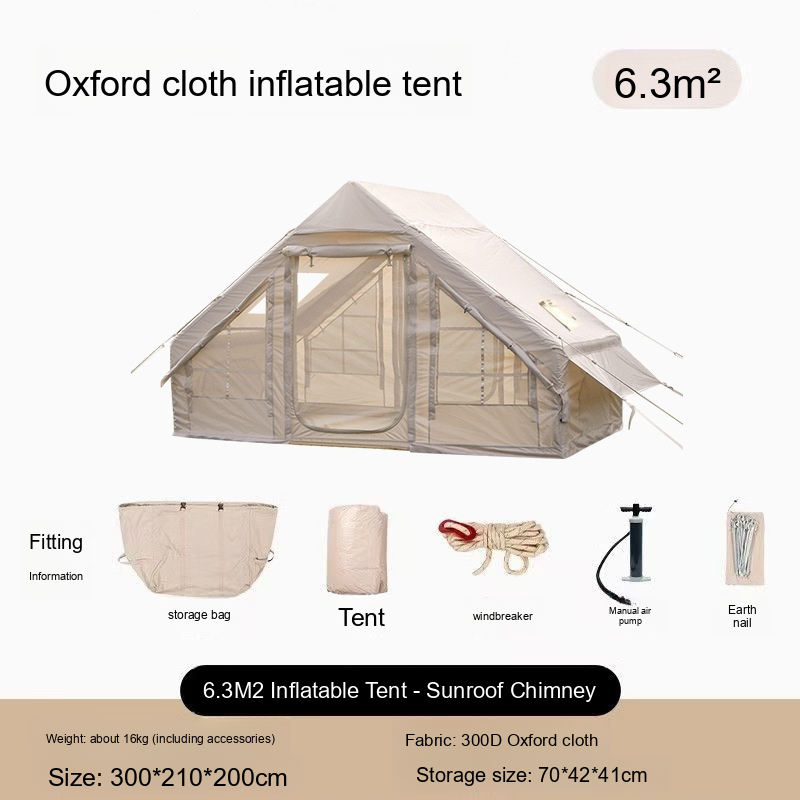 Oxford cloth inflatable tent
6.3m²
Fitting
Information
storage bag
Tent
windbreaker
Manual air
pump
Earth
nail
6.3M2 Inflatable Tent - Sunroof Chimney
Weight: about 16kg (including accessories)
Fabric: 300D Oxford cloth
Size: 300*210*200cm
Storage size: 70*42*41cm